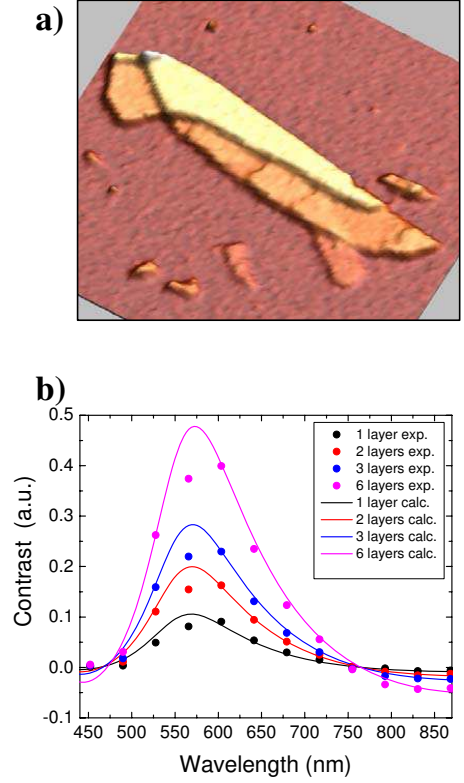 a)
b)
0.5
0.4
0.3
0.2
0.1
0.0
-0.1
Contrast (a.u.)
1 layer exp.
2 layers exp.
3 layers exp.
6 layers exp.
1 layer calc.
2 layers calc.
3 layers calc.
6 layers calc.
450 500 550 600 650 700 750 800 850
Wavelength (nm)